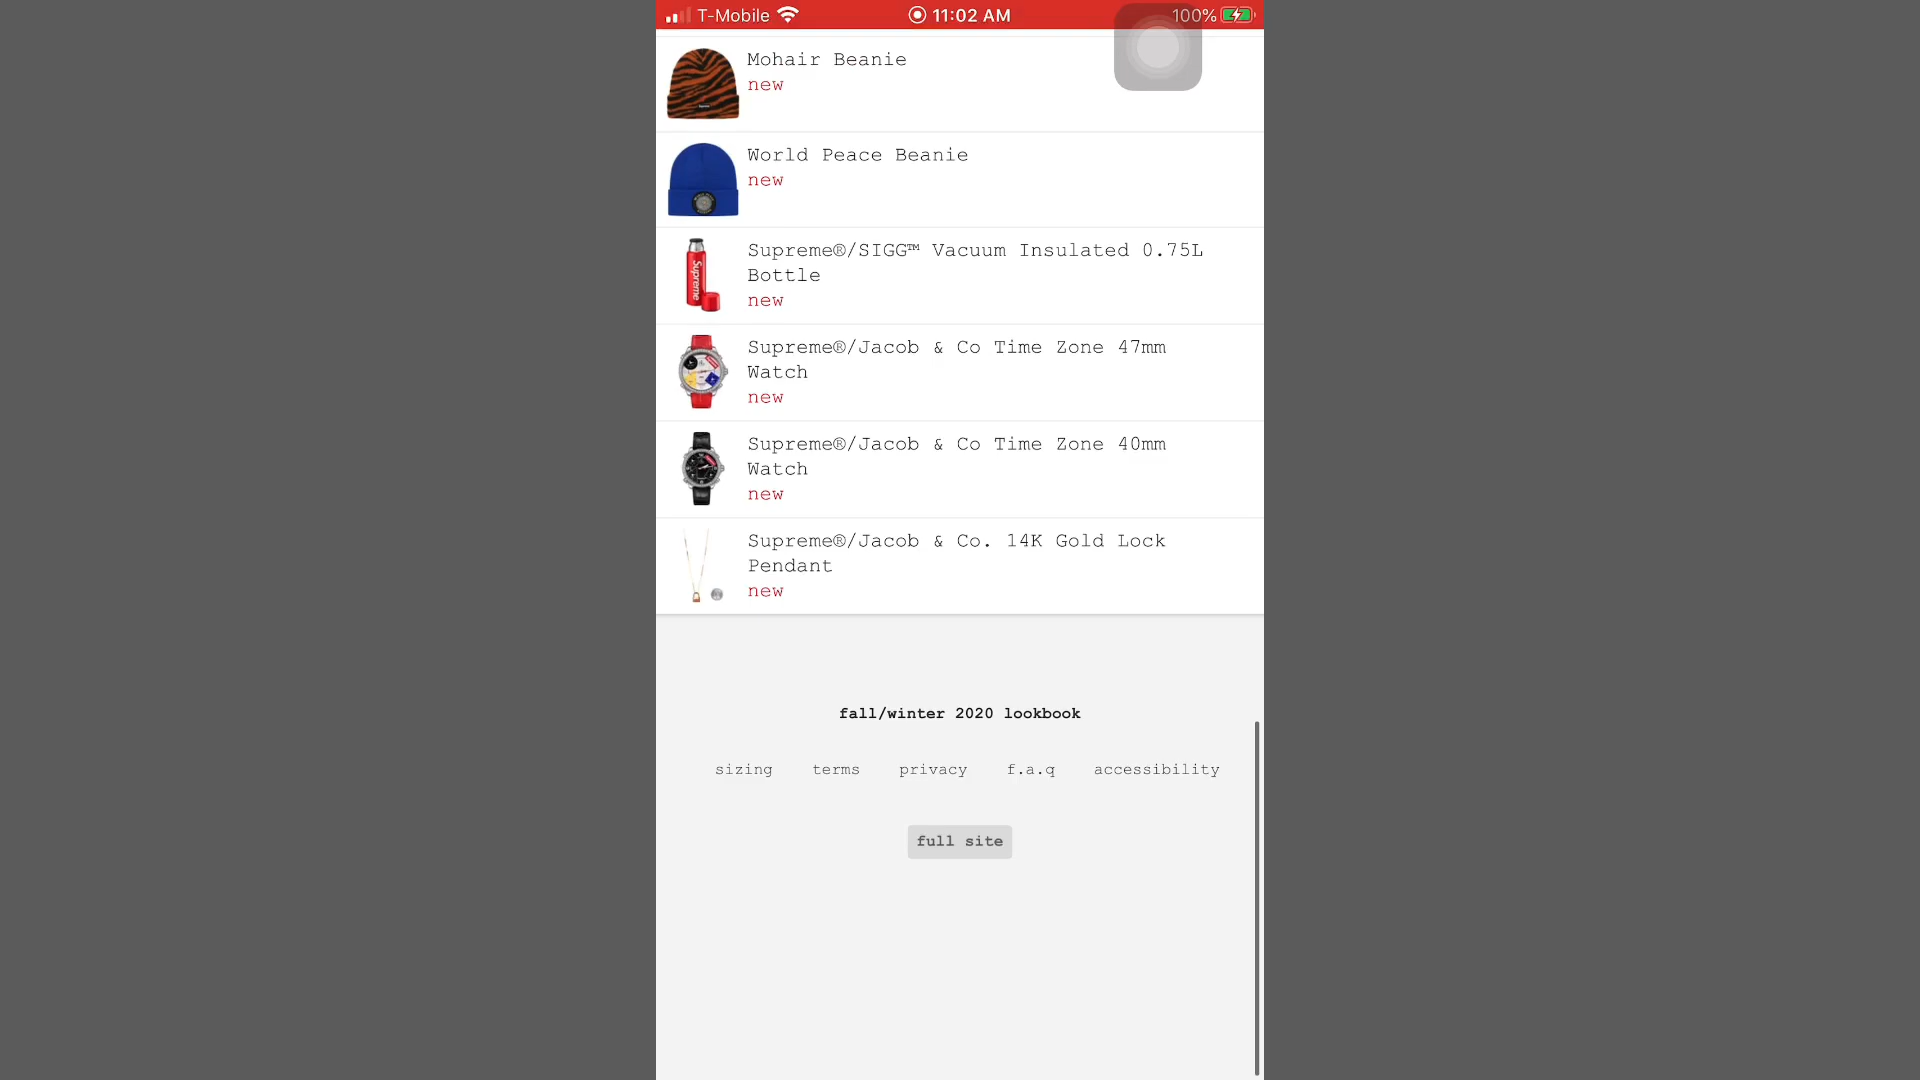 T-Mobile 11:02 AM 100%
Mohair Beanie
new
World Peace Beanie
new
Supreme®/SIGG™ Vacuum Insulated 0.75L
Bottle
new
Supreme
Supreme®/Jacob & Co Time Zone 47mm
Watch
new
Supreme®/Jacob & Co Time Zone 40mm
Watch
new
Supreme®/Jacob & Co. 14K Gold Lock
Pendant
new
fall/winter 2020 lookbook
sizing terms privacy f.a.q accessibility
full site